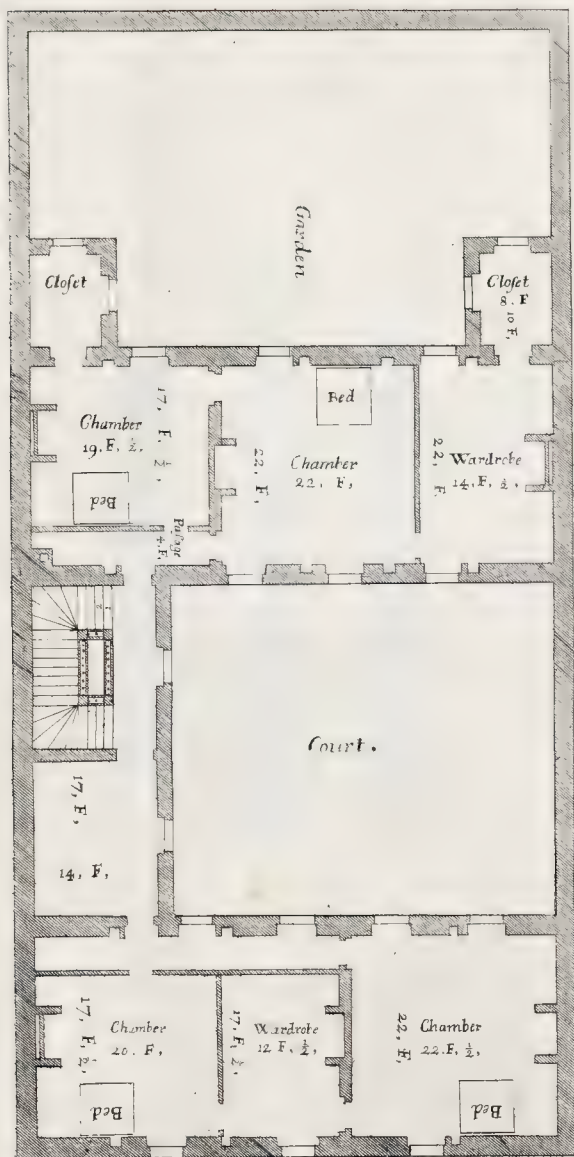 Garden
Closet
Closet
8. F
10 F,
Chamber
19. F, ½,
17, F, ½,
Bed
Bed
Chamber
22, F,
22, F,
Wardrobe
14, F, ½,
22, F,
Passage
4. F,
Court.
17, F,
14, F,
Chamber
20. F,
17, F, ½,
Bed
Wardrobe
12 F, ½,
17, F, ½,
Chamber
22. F, ½,
22, F,
Bed